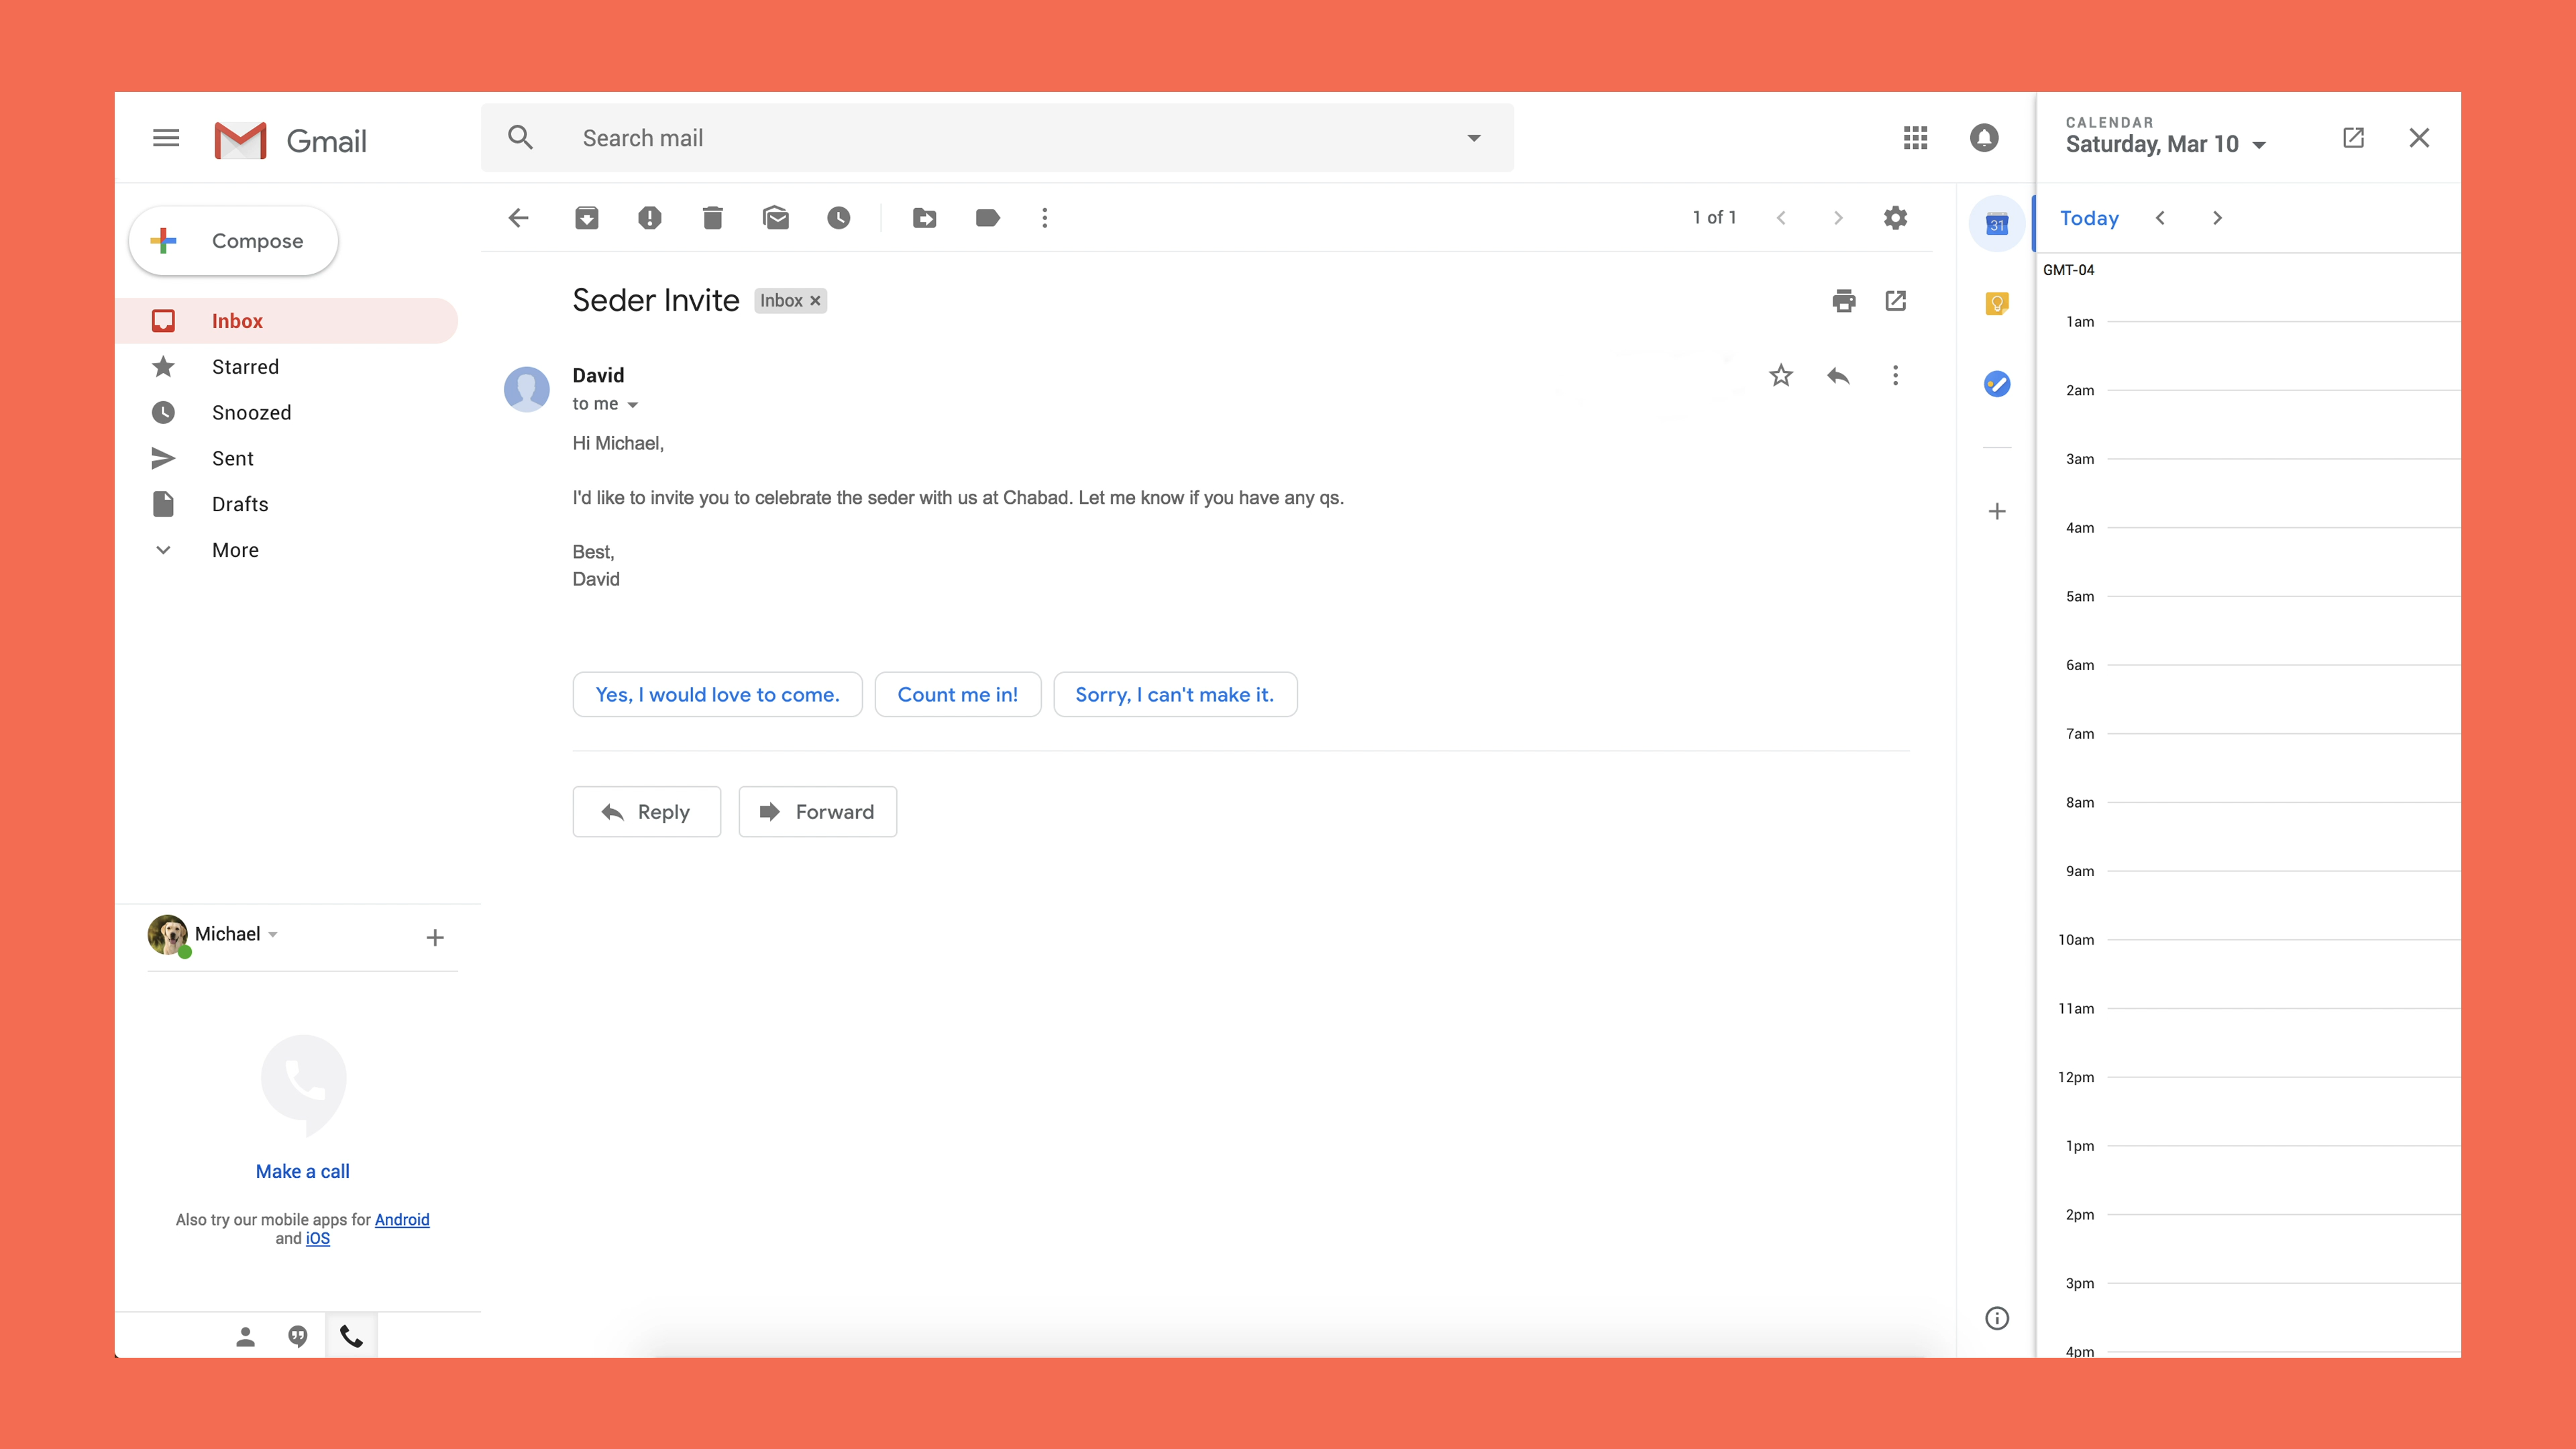 Gmail
Search mail
CALENDAR
Saturday, Mar 10
Compose
1 of 1
31
Today
GMT-04
Inbox
Starred
Snoozed
Sent
Drafts
More
Seder Invite Inbox ×
David
to me
Hi Michael,
I'd like to invite you to celebrate the seder with us at Chabad. Let me know if you have any qs.
Best,
David
Yes, I would love to come. Count me in! Sorry, I can't make it.
Reply Forward
Michael
Make a call
Also try our mobile apps for Android
and iOS
1am
2am
3am
4am
5am
6am
7am
8am
9am
10am
11am
12pm
1pm
2pm
3pm
4pm